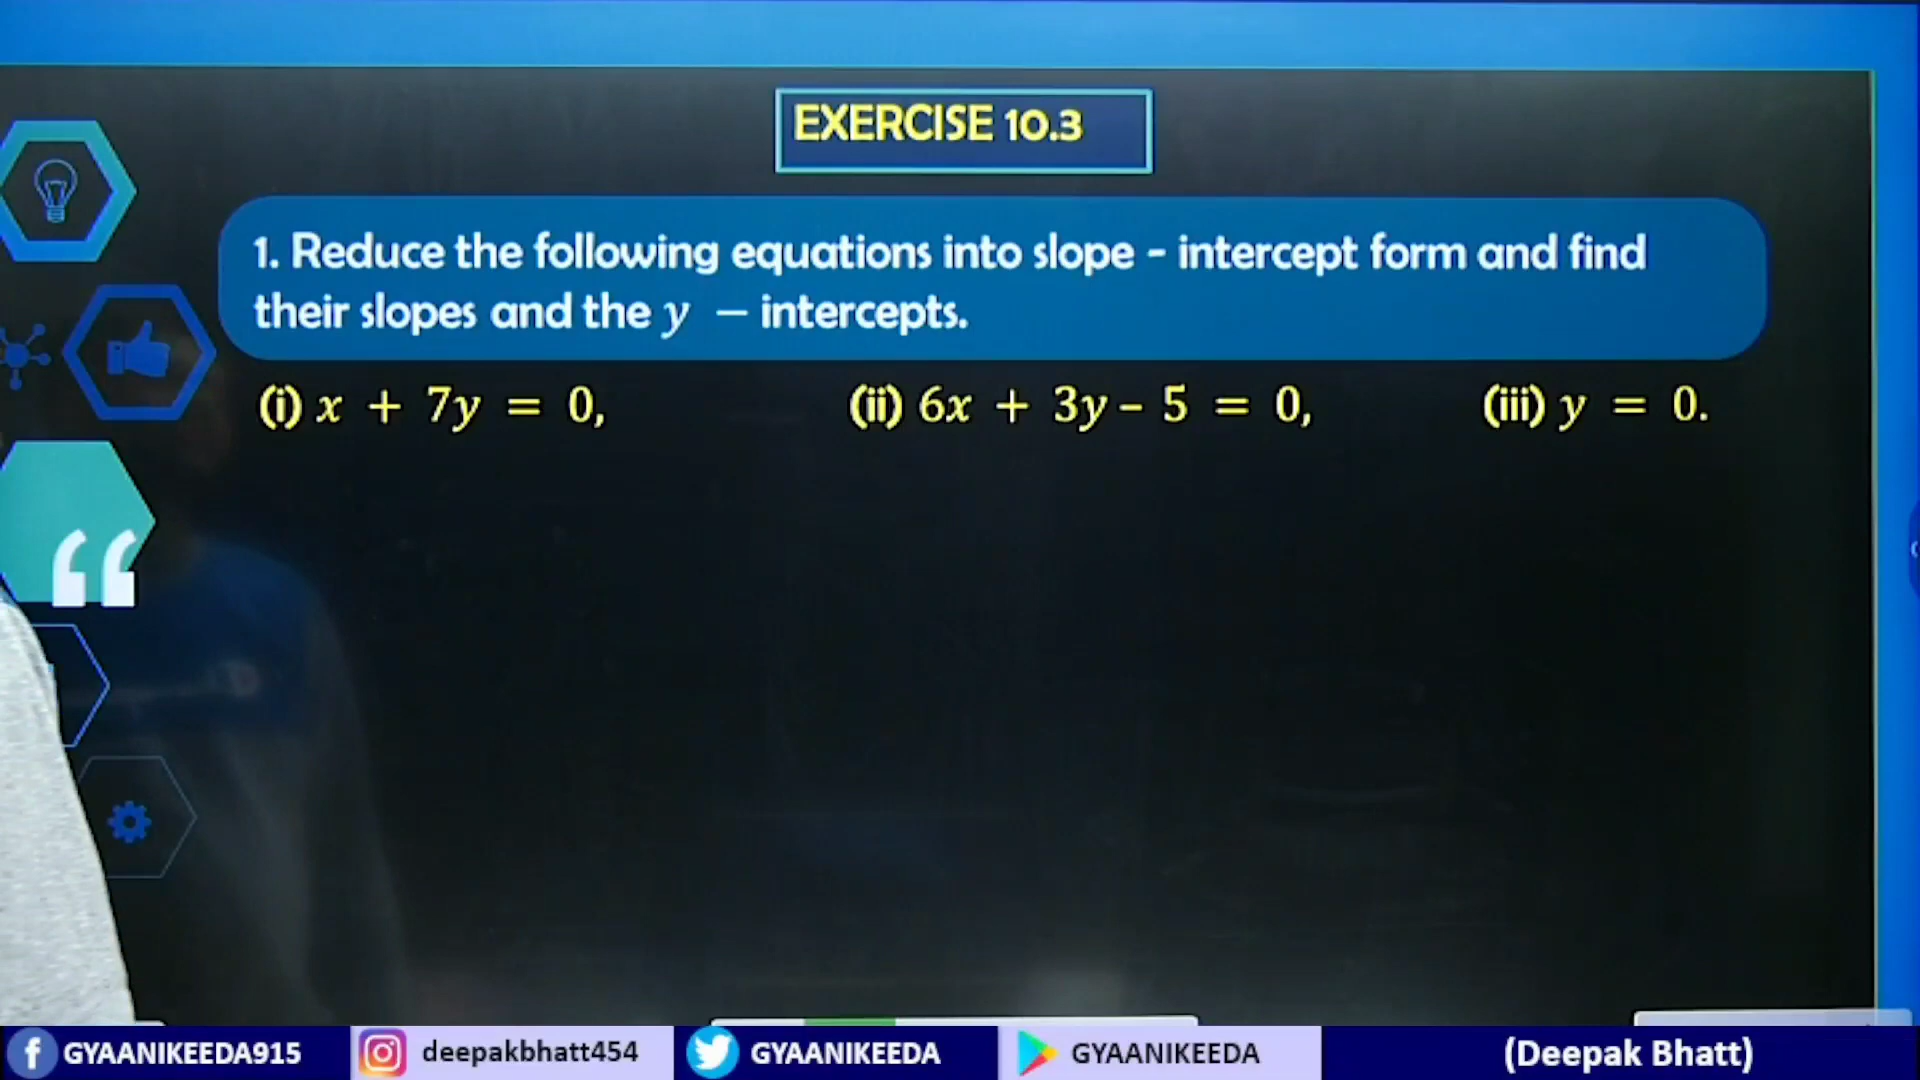 EXERCISE 10.3
1. Reduce the following equations into slope - intercept form and find
their slopes and the y – intercepts.
(i) x + 7y = 0, (ii) 6x + 3y – 5 = 0, (iii) y = 0.
GYAANIKEEDA915 deepakbhatt454 GYAANIKEEDA GYAANIKEEDA (Deepak Bhatt)